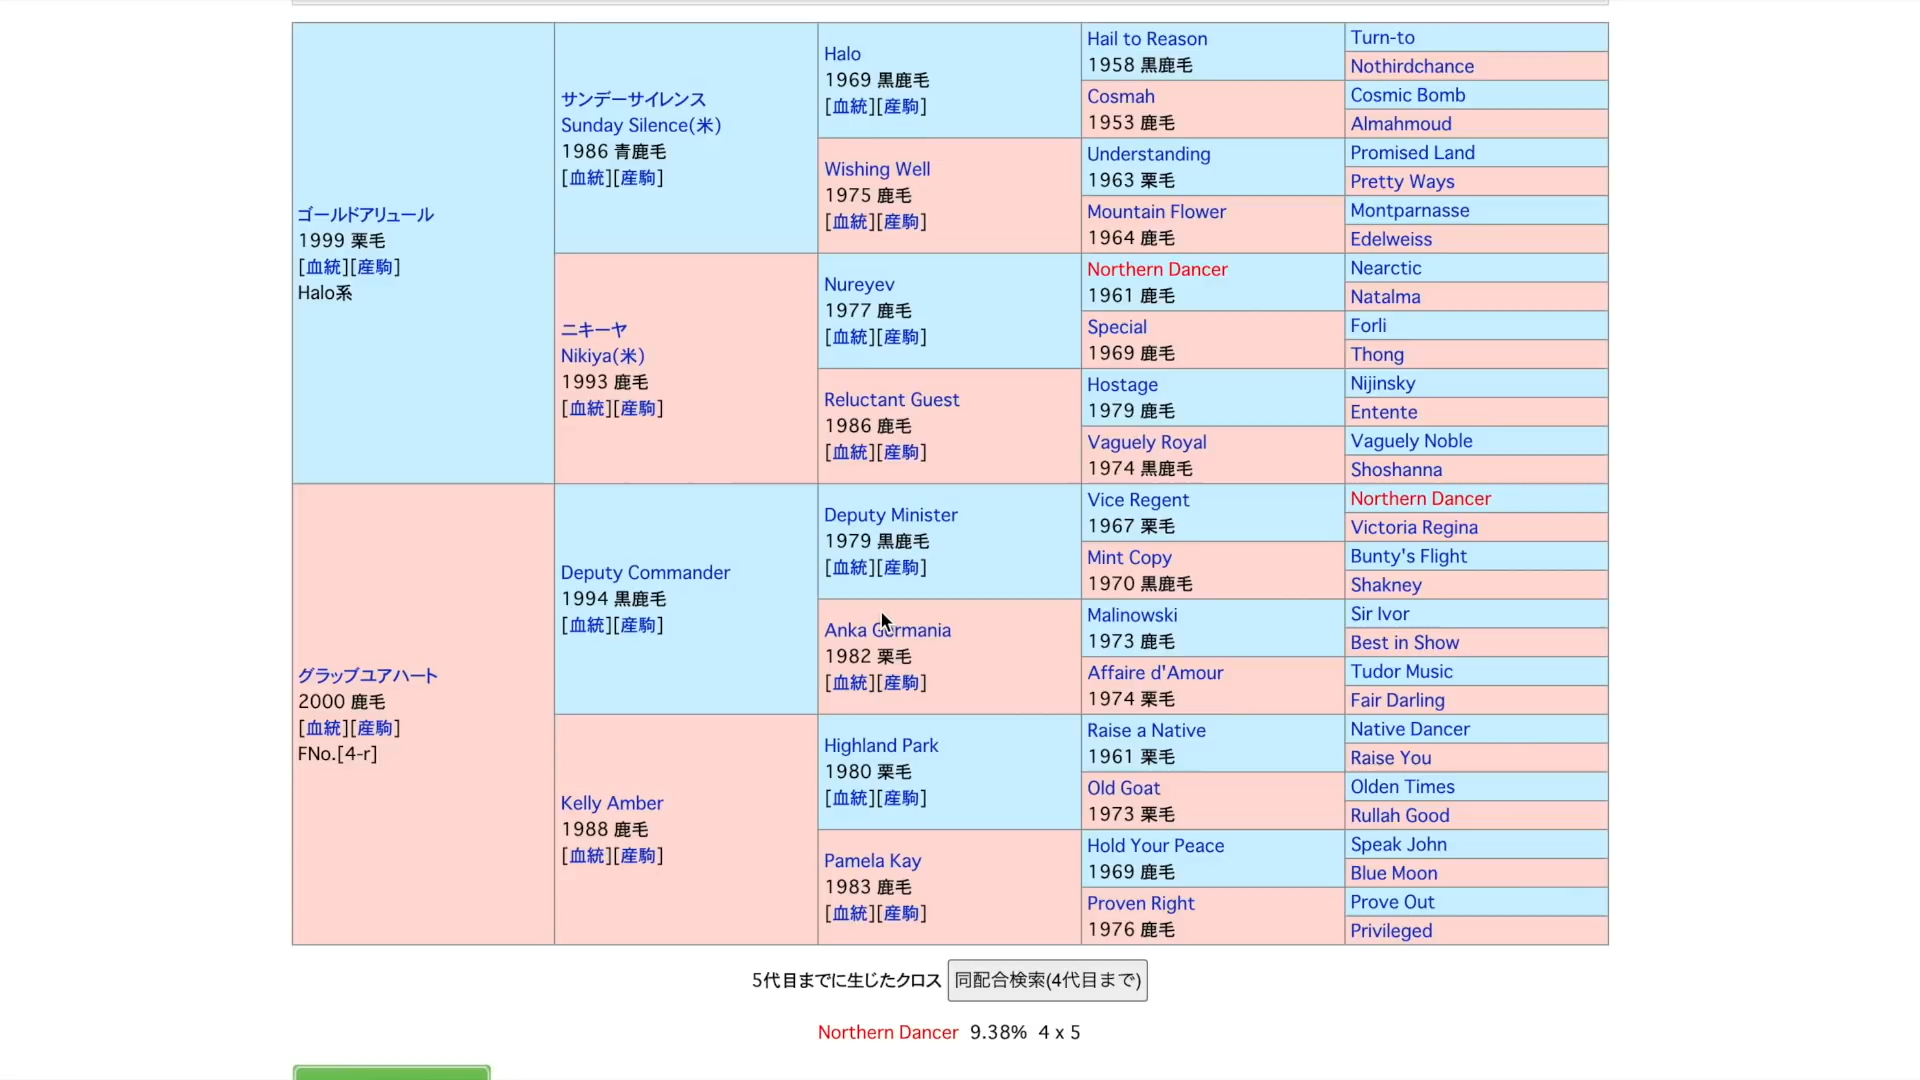 ゴールドアリュール
1999 栗毛
[血統][産駒]
Halo系
サンデーサイレンス
Sunday Silence(米)
1986 青鹿毛
[血統][産駒]
Halo
1969 黒鹿毛
[血統][産駒]
Hail to Reason
1958 黒鹿毛
Turn-to
Nothirdchance
Cosmah
1953 鹿毛
Cosmic Bomb
Almahmoud
Wishing Well
1975 鹿毛
[血統][産駒]
Understanding
1963 栗毛
Promised Land
Pretty Ways
Mountain Flower
1964 鹿毛
Montparnasse
Edelweiss
ニキーヤ
Nikiya(米)
1993 鹿毛
[血統][産駒]
Nureyev
1977 鹿毛
[血統][産駒]
Northern Dancer
1961 鹿毛
Nearctic
Natalma
Special
1969 鹿毛
Forli
Thong
Reluctant Guest
1986 鹿毛
[血統][産駒]
Hostage
1979 鹿毛
Nijinsky
Entente
Vaguely Royal
1974 黒鹿毛
Vaguely Noble
Shoshanna
グラップユアハート
2000 鹿毛
[血統][産駒]
FNo.[4-r]
Deputy Commander
1994 黒鹿毛
[血統][産駒]
Deputy Minister
1979 黒鹿毛
[血統][産駒]
Vice Regent
1967 栗毛
Northern Dancer
Victoria Regina
Mint Copy
1970 黒鹿毛
Bunty's Flight
Shakney
Anka Germania
1982 栗毛
[血統][産駒]
Malinowski
1973 鹿毛
Sir Ivor
Best in Show
Affaire d'Amour
1974 栗毛
Tudor Music
Fair Darling
Kelly Amber
1988 鹿毛
[血統][産駒]
Highland Park
1980 栗毛
[血統][産駒]
Raise a Native
1961 栗毛
Native Dancer
Raise You
Old Goat
1973 栗毛
Olden Times
Rullah Good
Pamela Kay
1983 鹿毛
[血統][産駒]
Hold Your Peace
1969 鹿毛
Speak John
Blue Moon
Proven Right
1976 鹿毛
Prove Out
Privileged
5代目までに生じたクロス 同配合検索(4代目まで)
Northern Dancer 9.38% 4 x 5